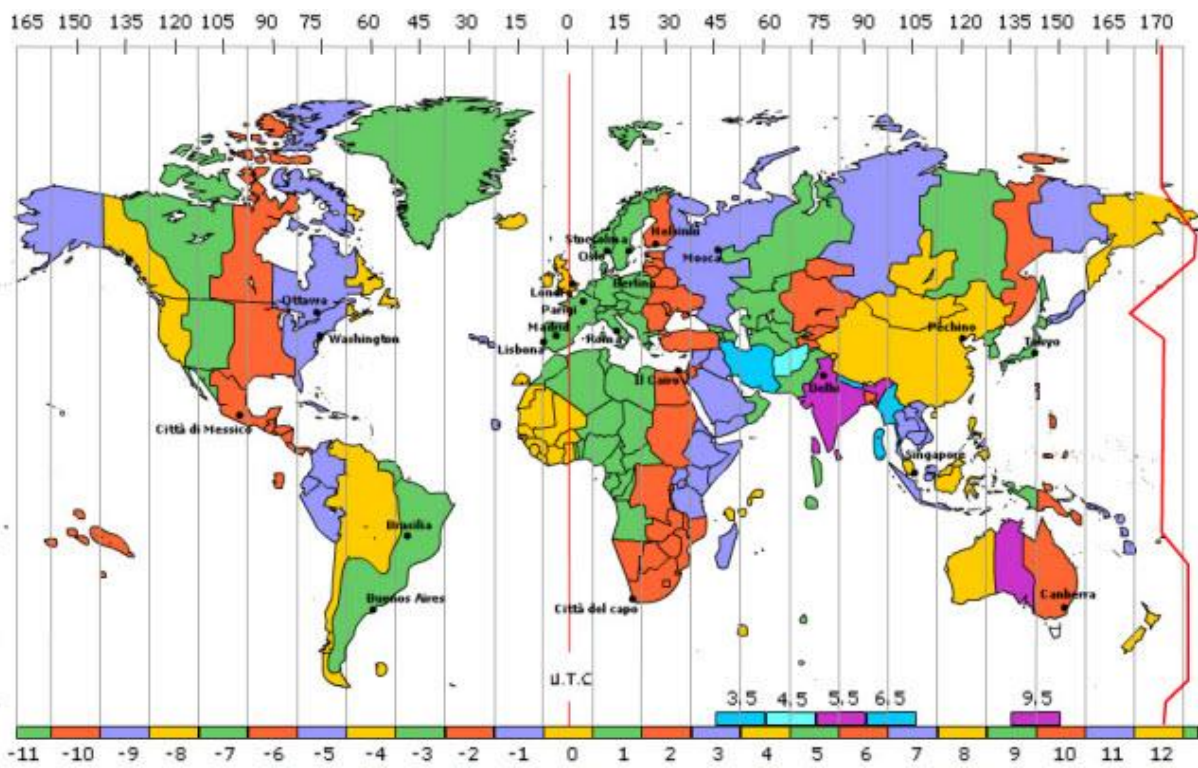 165 150 135 120 105 90 75 60 45 30 15 0 15 30 45 60 75 90 105 120 135 150 165 170
Helsinki
Stoccolma
Oslo
Mosca
Londra
Berlino
Parigi
Ottawa
Madrid
Roma
Washington
Lisbona
Pechino
Tokyo
Il Cairo
Delhi
Città di Messico
Singapore
Brasilia
Buenos Aires
Canberra
Città del capo
U.T.C
3,5 4,5 5,5 6,5 9,5
-11 -10 -9 -8 -7 -6 -5 -4 -3 -2 -1 0 1 2 3 4 5 6 7 8 9 10 11 12